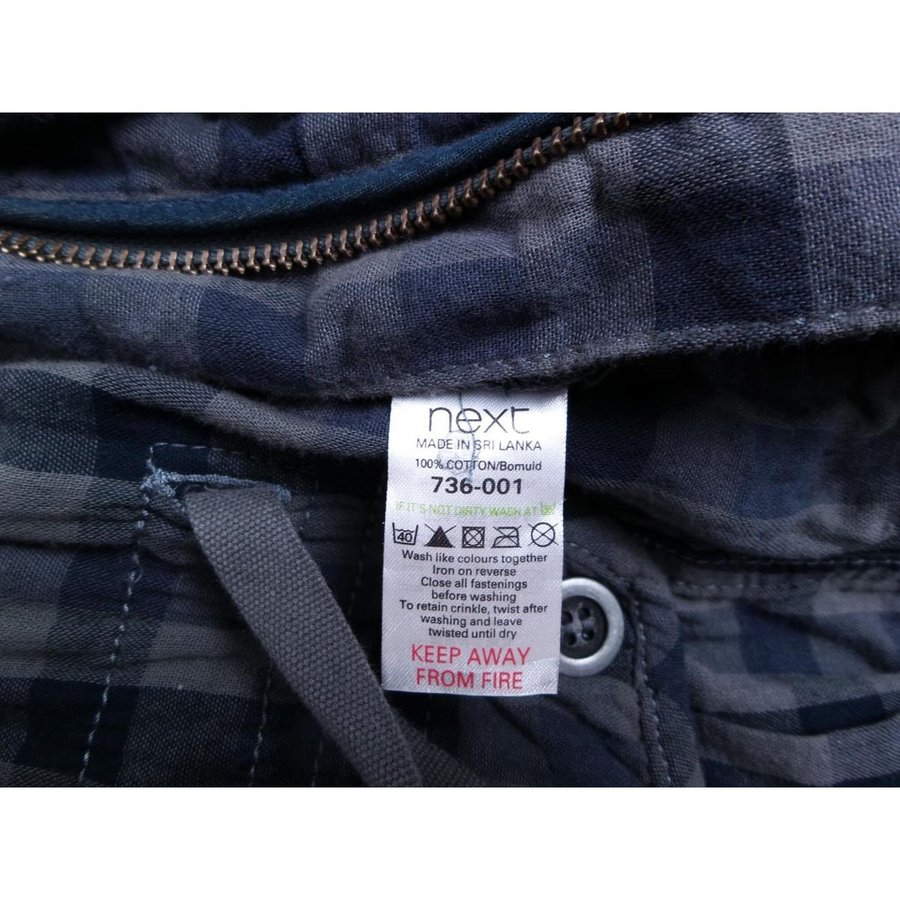 next
MADE IN SRI LANKA
100% COTTON/Bomuld
736-001
IF IT'S NOT DIRTY WASH AT 30
40
Wash like colours together
Iron on reverse
Close all fastenings
before washing
To retain crinkle, twist after
washing and leave
twisted until dry
KEEP AWAY
FROM FIRE